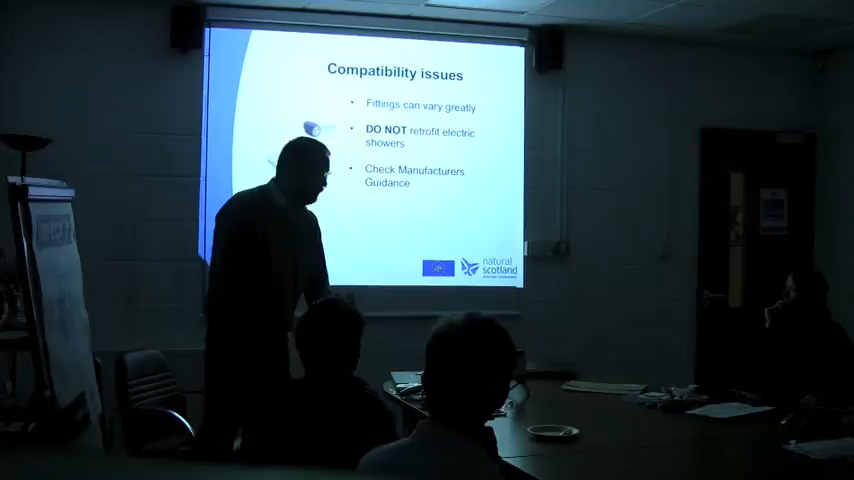 Compatibility issues
• Fittings can vary greatly
• DO NOT retrofit electric
showers
• Check Manufacturers
Guidance
natural
scotland